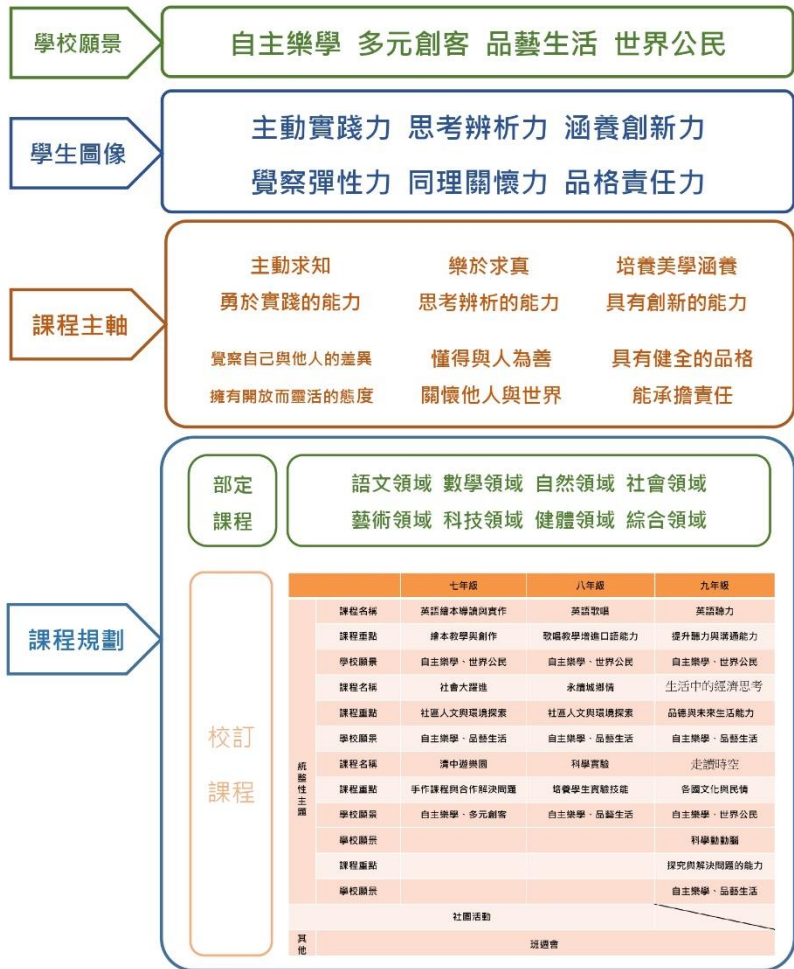 學校願景
自主樂學 多元創客 品藝生活 世界公民
學生圖像
主動實踐力 思考辨析力 涵養創新力
覺察彈性力 同理關懷力 品格責任力
課程主軸
主動求知 樂於求真 培養美學涵養
勇於實踐的能力 思考辨析的能力 具有創新的能力
覺察自己與他人的差異 懂得與人為善 具有健全的品格
擁有開放而靈活的態度 關懷他人與世界 能承擔責任
課程規劃
部定
課程
語文領域 數學領域 自然領域 社會領域
藝術領域 科技領域 健體領域 綜合領域
校訂
課程
七年級 八年級 九年級
統整性主題
課程名稱 英語繪本導讀與實作 英語歌唱 英語聽力
課程重點 繪本教學與創作 歌唱教學增進口語能力 提升聽力與溝通能力
學校願景 自主樂學、世界公民 自主樂學、世界公民 自主樂學、世界公民
課程名稱 社會大躍進 永續城鄉情 生活中的經濟思考
課程重點 社區人文與環境探索 社區人文與環境探索 品德與未來生活能力
學校願景 自主樂學、品藝生活 自主樂學、品藝生活 自主樂學、品藝生活
課程名稱 清中遊樂園 科學實驗 走讀時空
課程重點 手作課程與合作解決問題 培養學生實驗技能 各國文化與民情
學校願景 自主樂學、多元創客 自主樂學、品藝生活 自主樂學、世界公民
學校願景 科學動動腦
課程重點 探究與解決問題的能力
學校願景 自主樂學、品藝生活
社團活動
其他 班週會